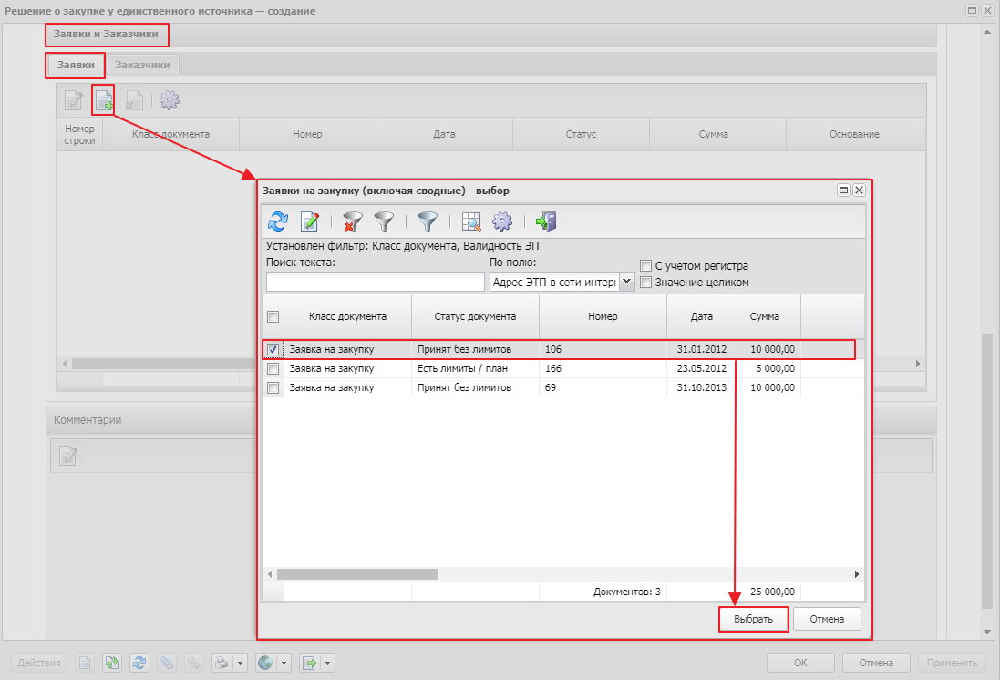 Решение о закупке у единственного источника — создание
Заявки и Заказчики
Заявки Заказчики
Номер строки Класс документа Номер Дата Статус Сумма Основание
Заявки на закупку (включая сводные) - выбор
Установлен фильтр: Класс документа, Валидность ЭП
Поиск текста: По полю: С учетом регистра
Адрес ЭТП в сети интерн Значение целиком
Класс документа Статус документа Номер Дата Сумма
Заявка на закупку Принят без лимитов 106 31.01.2012 10 000,00
Заявка на закупку Есть лимиты / план 166 23.05.2012 5 000,00
Заявка на закупку Принят без лимитов 69 31.10.2013 10 000,00
Документов: 3 25 000,00
Выбрать Отмена
Комментарии
Действия ОК Отмена Применить